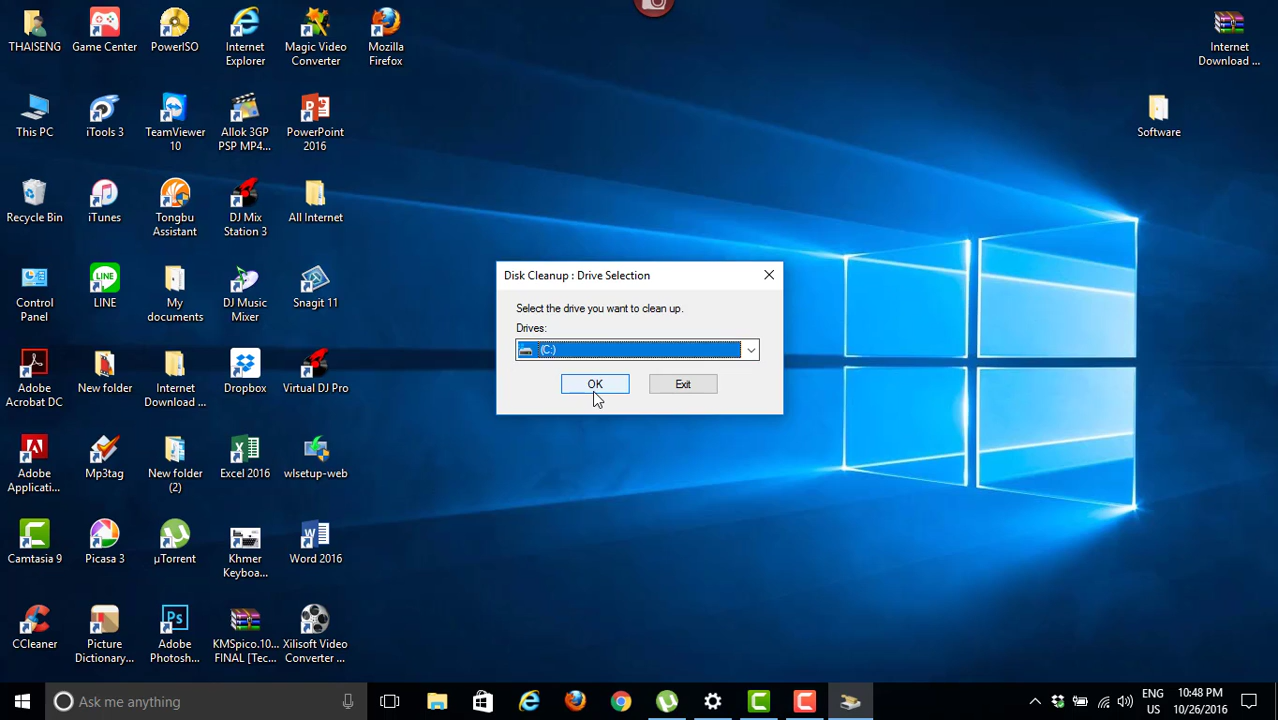 THAISENG
Game Center
PowerISO
Internet
Explorer
Magic Video
Converter
Mozilla
Firefox
Internet
Download ...
This PC
iTools 3
TeamViewer
10
Allok 3GP
PSP MP4...
PowerPoint
2016
Software
Recycle Bin
iTunes
Tongbu
Assistant
DJ Mix
Station 3
All Internet
Control
Panel
LINE
My
documents
DJ Music
Mixer
Snagit 11
Disk Cleanup : Drive Selection
Select the drive you want to clean up.
Drives:
(C:)
OK
Exit
Adobe
Acrobat DC
New folder
Internet
Download ...
Dropbox
Virtual DJ Pro
Adobe
Applicati...
Mp3tag
New folder
(2)
Excel 2016
wlsetup-web
Camtasia 9
Picasa 3
µTorrent
Khmer
Keyboa...
Word 2016
CCleaner
Picture
Dictionary...
Adobe
Photosh...
KMSpico.10...
FINAL [Tec...
Xilisoft Video
Converter ...
Ask me anything
ENG
US
10:48 PM
10/26/2016